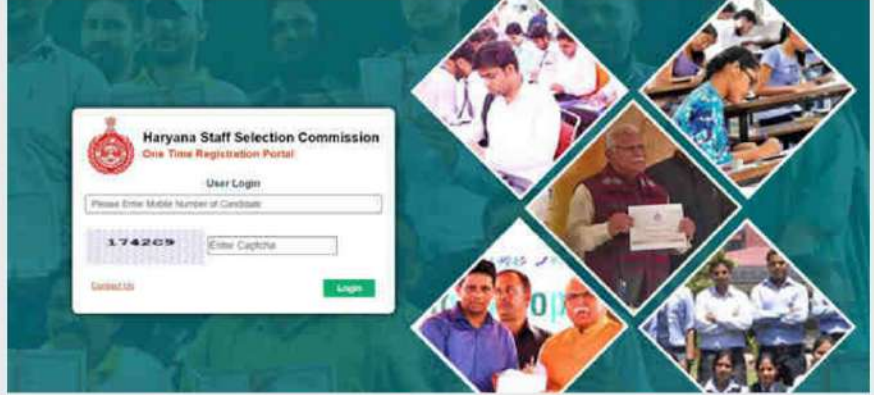 Haryana Staff Selection Commission
One Time Registration Portal
User Login
Please Enter Mobile Number of Candidate
1742C9
Enter Captcha
Contact Us
Login
op